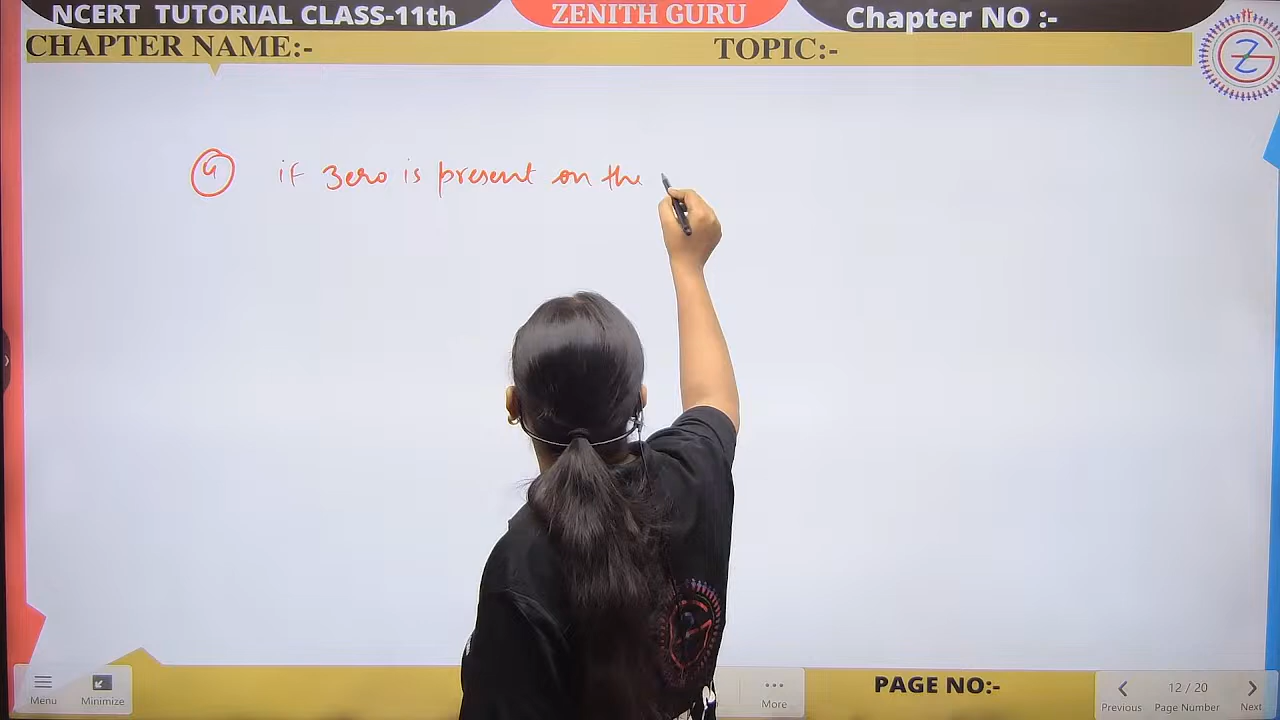 NCERT TUTORIAL CLASS-11th
ZENITH GURU
Chapter NO :-
CHAPTER NAME:-
TOPIC:-
4 if zero is present on the
Menu
Minimize
More
PAGE NO:-
Previous
12 / 20
Page Number
Next